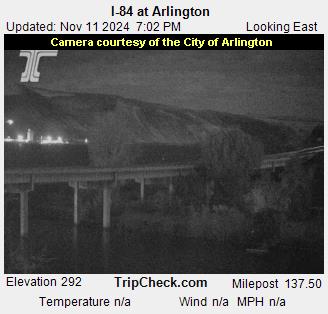 I-84 at Arlington
Updated: Nov 11 2024 7:02 PM Looking East
Camera courtesy of the City of Arlington
Elevation 292 TripCheck.com Milepost 137.50
Temperature n/a Wind n/a MPH n/a